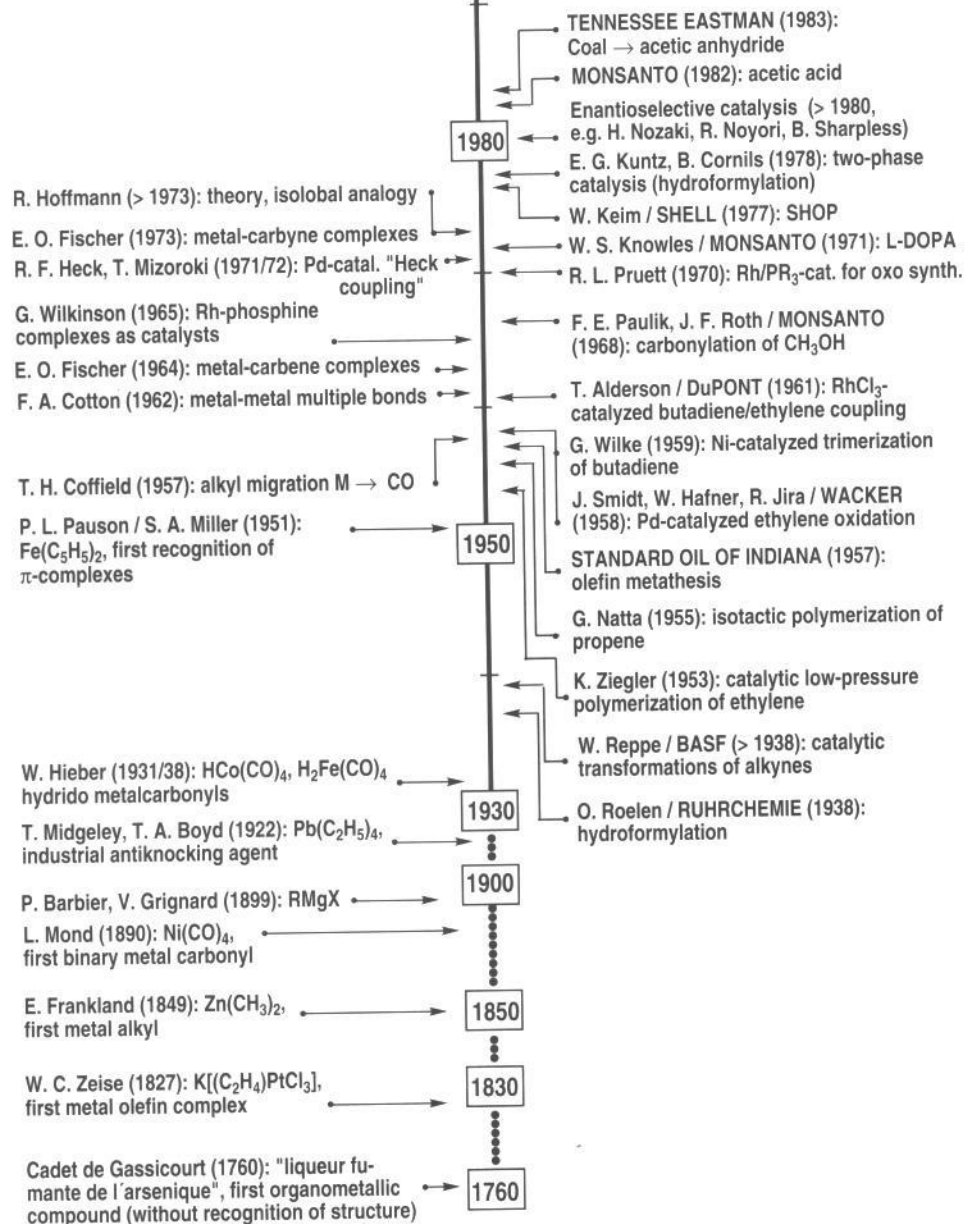 TENNESSEE EASTMAN (1983):
Coal → acetic anhydride
MONSANTO (1982): acetic acid
Enantioselective catalysis (> 1980,
e.g. H. Nozaki, R. Noyori, B. Sharpless)
1980
E. G. Kuntz, B. Cornils (1978): two-phase
catalysis (hydroformylation)
R. Hoffmann (> 1973): theory, isolobal analogy
W. Keim / SHELL (1977): SHOP
E. O. Fischer (1973): metal-carbyne complexes
W. S. Knowles / MONSANTO (1971): L-DOPA
R. F. Heck, T. Mizoroki (1971/72): Pd-catal. "Heck
coupling"
R. L. Pruett (1970): Rh/PR₃-cat. for oxo synth.
G. Wilkinson (1965): Rh-phosphine
complexes as catalysts
F. E. Paulik, J. F. Roth / MONSANTO
(1968): carbonylation of CH₃OH
E. O. Fischer (1964): metal-carbene complexes
F. A. Cotton (1962): metal-metal multiple bonds
T. Alderson / DuPONT (1961): RhCl₃-
catalyzed butadiene/ethylene coupling
G. Wilke (1959): Ni-catalyzed trimerization
of butadiene
T. H. Coffield (1957): alkyl migration M → CO
J. Smidt, W. Hafner, R. Jira / WACKER
(1958): Pd-catalyzed ethylene oxidation
P. L. Pauson / S. A. Miller (1951):
Fe(C₅H₅)₂, first recognition of
π-complexes
1950
STANDARD OIL OF INDIANA (1957):
olefin metathesis
G. Natta (1955): isotactic polymerization of
propene
K. Ziegler (1953): catalytic low-pressure
polymerization of ethylene
W. Reppe / BASF (> 1938): catalytic
transformations of alkynes
W. Hieber (1931/38): HCo(CO)₄, H₂Fe(CO)₄
hydrido metalcarbonyls
1930
O. Roelen / RUHRCHEMIE (1938):
hydroformylation
T. Midgeley, T. A. Boyd (1922): Pb(C₂H₅)₄,
industrial antiknocking agent
1900
P. Barbier, V. Grignard (1899): RMgX
L. Mond (1890): Ni(CO)₄,
first binary metal carbonyl
E. Frankland (1849): Zn(CH₃)₂,
first metal alkyl
1850
W. C. Zeise (1827): K[(C₂H₄)PtCl₃],
first metal olefin complex
1830
Cadet de Gassicourt (1760): "liqueur fu-
mante de l´arsenique", first organometallic
compound (without recognition of structure)
1760